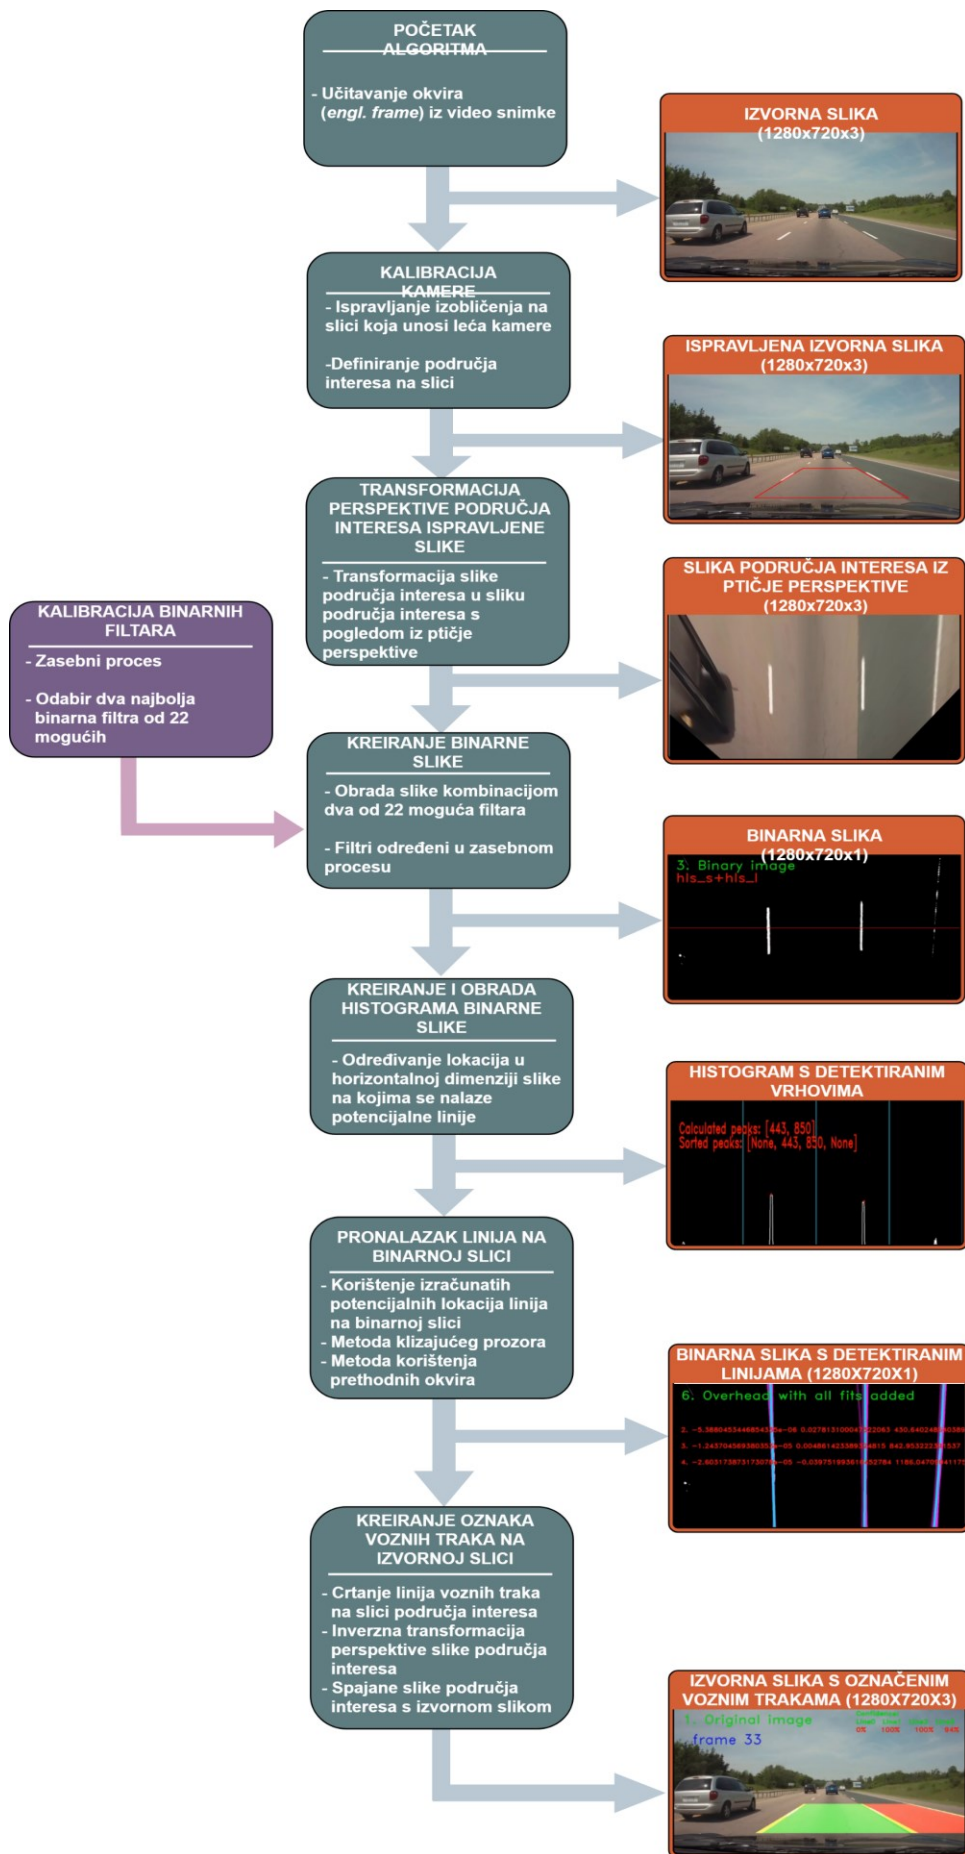 POČETAK
ALGORITMA
- Učitavanje okvira
(engl. frame) iz video snimke
IZVORNA SLIKA
(1280x720x3)
KALIBRACIJA
KAMERE
- Ispravljanje izobličenja na
slici koja unosi leća kamere
-Definiranje područja
interesa na slici
ISPRAVLJENA IZVORNA SLIKA
(1280x720x3)
TRANSFORMACIJA
PERSPEKTIVE PODRUČJA
INTERESA ISPRAVLJENE
SLIKE
- Transformacija slike
područja interesa u sliku
područja interesa s
pogledom iz ptičje
perspektive
SLIKA PODRUČJA INTERESA IZ
PTIČJE PERSPEKTIVE
(1280x720x3)
KALIBRACIJA BINARNIH
FILTARA
- Zasebni proces
- Odabir dva najbolja
binarna filtra od 22
mogućih
KREIRANJE BINARNE
SLIKE
- Obrada slike kombinacijom
dva od 22 moguća filtara
- Filtri određeni u zasebnom
procesu
BINARNA SLIKA
(1280x720x1)
3. Binary image
hls_s+hls_l
KREIRANJE I OBRADA
HISTOGRAMA BINARNE
SLIKE
- Određivanje lokacija u
horizontalnoj dimenziji slike
na kojima se nalaze
potencijalne linije
HISTOGRAM S DETEKTIRANIM
VRHOVIMA
Calculated peaks: [443, 850]
Sorted peaks: [None, 443, 850, None]
PRONALAZAK LINIJA NA
BINARNOJ SLICI
- Korištenje izračunatih
potencijalnih lokacija linija
na binarnoj slici
- Metoda klizajućeg prozora
- Metoda korištenja
prethodnih okvira
BINARNA SLIKA S DETEKTIRANIM
LINIJAMA (1280X720X1)
6. Overhead with all fits added
2.
3.
4.
KREIRANJE OZNAKA
VOZNIH TRAKA NA
IZVORNOJ SLICI
- Crtanje linija voznih traka
na slici područja interesa
- Inverzna transformacija
perspektive slike područja
interesa
- Spajane slike područja
interesa s izvornom slikom
IZVORNA SLIKA S OZNAČENIM
VOZNIM TRAKAMA (1280X720X3)
1. Original image
frame 33
0% 100% 100% 94%